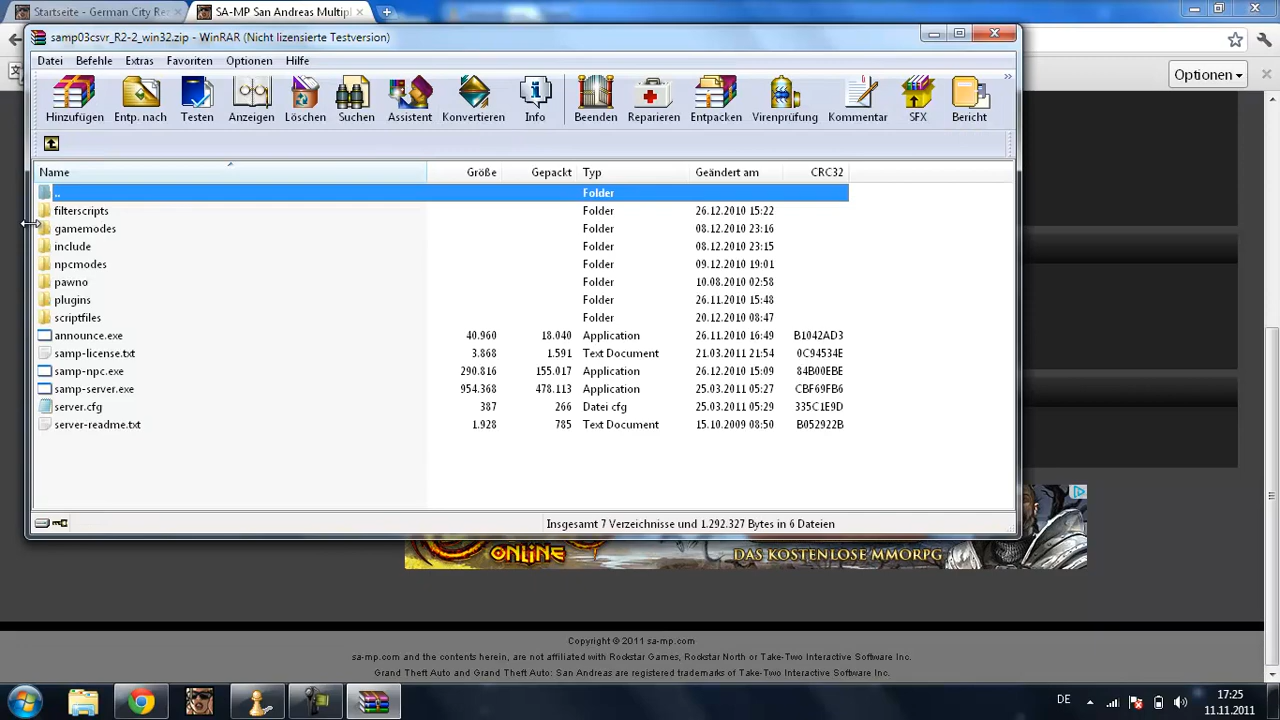 Startseite - German City Re
SA-MP San Andreas Multipl
samp03csvr_R2-2_win32.zip - WinRAR (Nicht lizensierte Testversion)
Datei Befehle Extras Favoriten Optionen Hilfe
Hinzufügen Entp. nach Testen Anzeigen Löschen Suchen Assistent Konvertieren Info Beenden Reparieren Entpacken Virenprüfung Kommentar SFX Bericht
Optionen
Name Größe Gepackt Typ Geändert am CRC32
.. Folder
filterscripts Folder 26.12.2010 15:22
gamemodes Folder 08.12.2010 23:16
include Folder 08.12.2010 23:15
npcmodes Folder 09.12.2010 19:01
pawno Folder 10.08.2010 02:58
plugins Folder 26.11.2010 15:48
scriptfiles Folder 20.12.2010 08:47
announce.exe 40.960 18.040 Application 26.11.2010 16:49 B1042AD3
samp-license.txt 3.868 1.591 Text Document 21.03.2011 21:54 0C94534E
samp-npc.exe 290.816 155.017 Application 26.12.2010 15:09 84B00EBE
samp-server.exe 954.368 478.113 Application 25.03.2011 05:27 CBF69FB6
server.cfg 387 266 Datei cfg 25.03.2011 05:29 335C1E9D
server-readme.txt 1.928 785 Text Document 15.10.2009 08:50 B052922B
Insgesamt 7 Verzeichnisse und 1.292.327 Bytes in 6 Dateien
ONLINE DAS KOSTENLOSE MMORPG
Copyright © 2011 sa-mp.com
sa-mp.com and the contents herein, are not affiliated with Rockstar Games, Rockstar North or Take-Two Interactive Software Inc.
Grand Theft Auto and Grand Theft Auto: San Andreas are registered trademarks of Take-Two Interactive Software Inc.
DE
17:25
11.11.2011